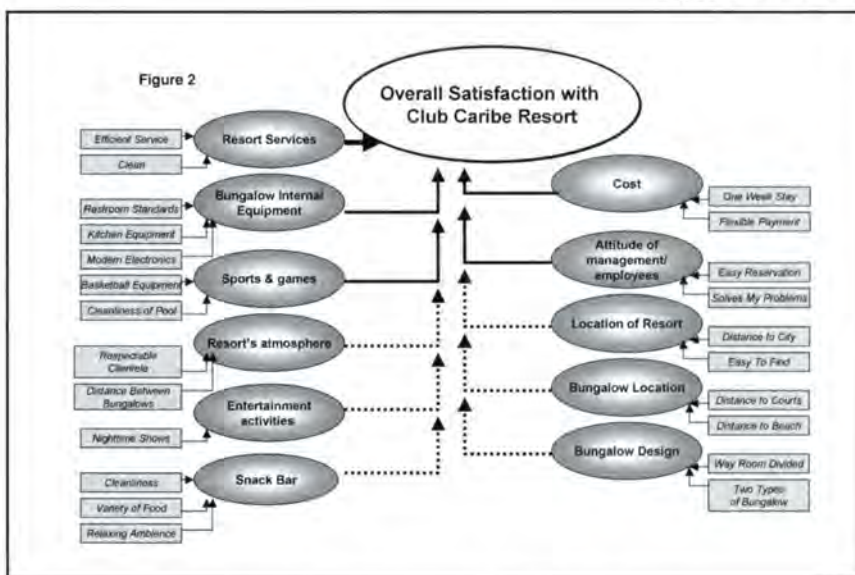 Figure 2
Overall Satisfaction with
Club Caribe Resort
Efficient Service
Clean
Resort Services
Restroom Standards
Kitchen Equipment
Modern Electronics
Bungalow Internal
Equipment
Basketball Equipment
Cleanliness of Pool
Sports & games
Respectable
Clientela
Distance Between
Bungalows
Resort's atmosphere
Nighttime Shows
Entertainment
activities
Cleanliness
Variety of Food
Relaxing Ambience
Snack Bar
Cost
One Week Stay
Flexible Payment
Attitude of
management/
employees
Easy Reservation
Solves My Problems
Location of Resort
Distance to City
Easy To Find
Bungalow Location
Distance to Courts
Distance to Beach
Bungalow Design
Way Room Divided
Two Types
of Bungalow